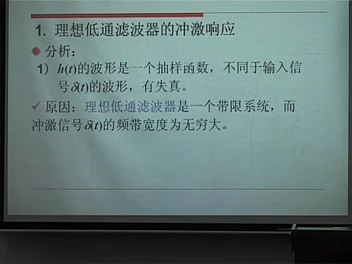 1. 理想低通滤波器的冲激响应
分析：
1）h(t)的波形是一个抽样函数，不同于输入信
号δ(t)的波形，有失真。
原因：理想低通滤波器是一个带限系统，而
冲激信号δ(t)的频带宽度为无穷大。